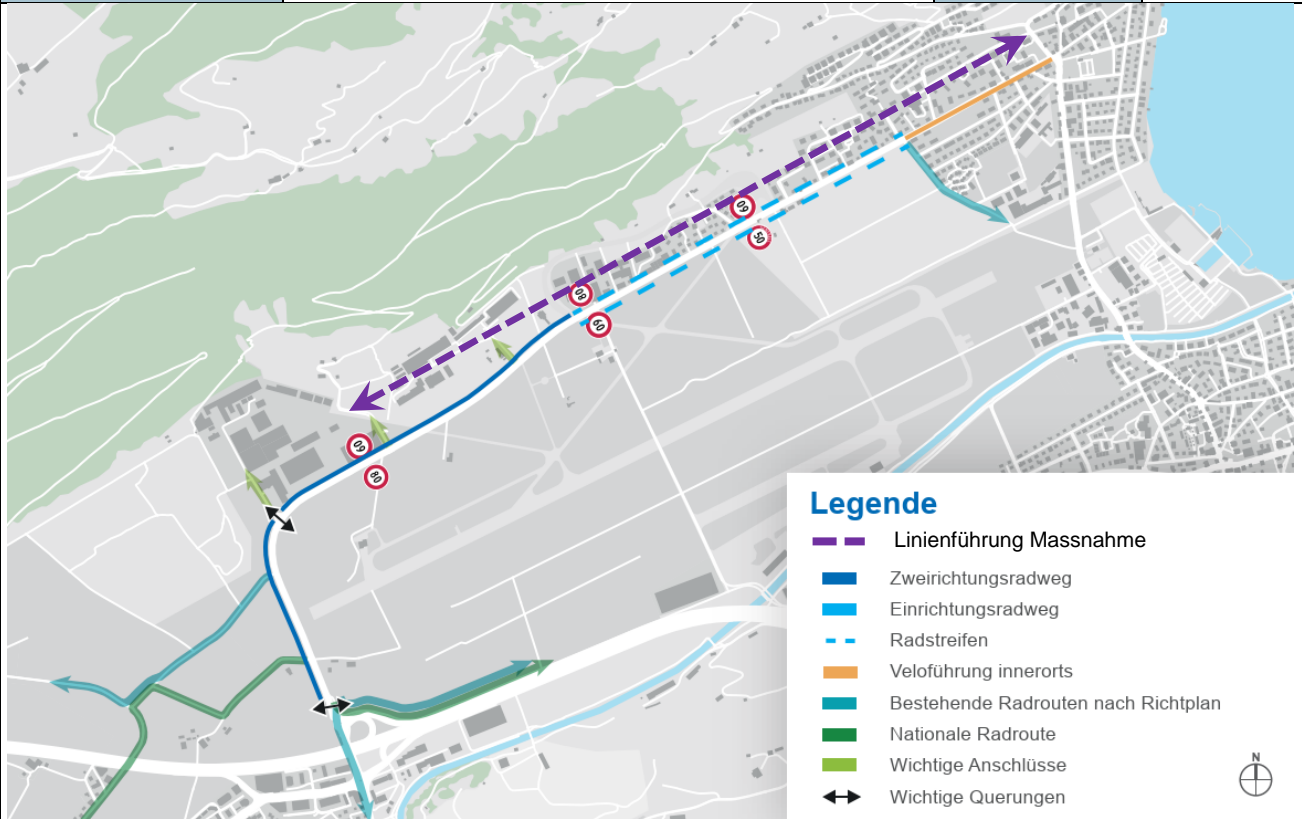 60
50
80
60
60
80
Legende
Linienführung Massnahme
Zweirichtungsradweg
Einrichtungsradweg
Radstreifen
Veloführung innerorts
Bestehende Radrouten nach Richtplan
Nationale Radroute
Wichtige Anschlüsse
Wichtige Querungen
N